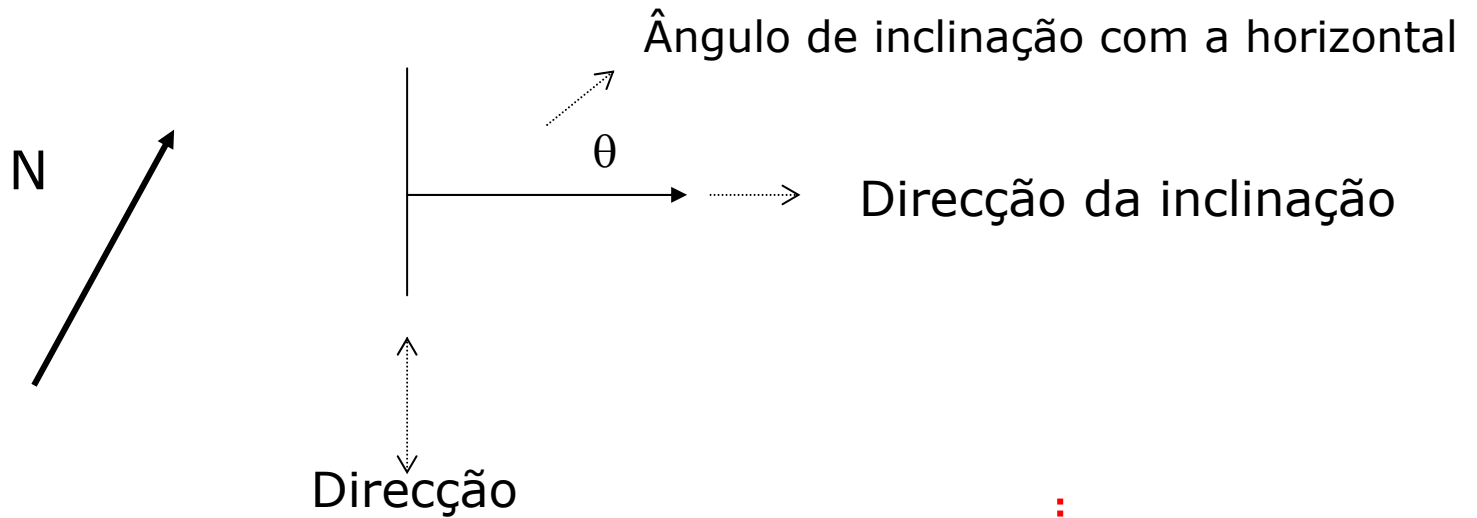 Ângulo de inclinação com a horizontal
N
θ
Direcção da inclinação
Direcção
: